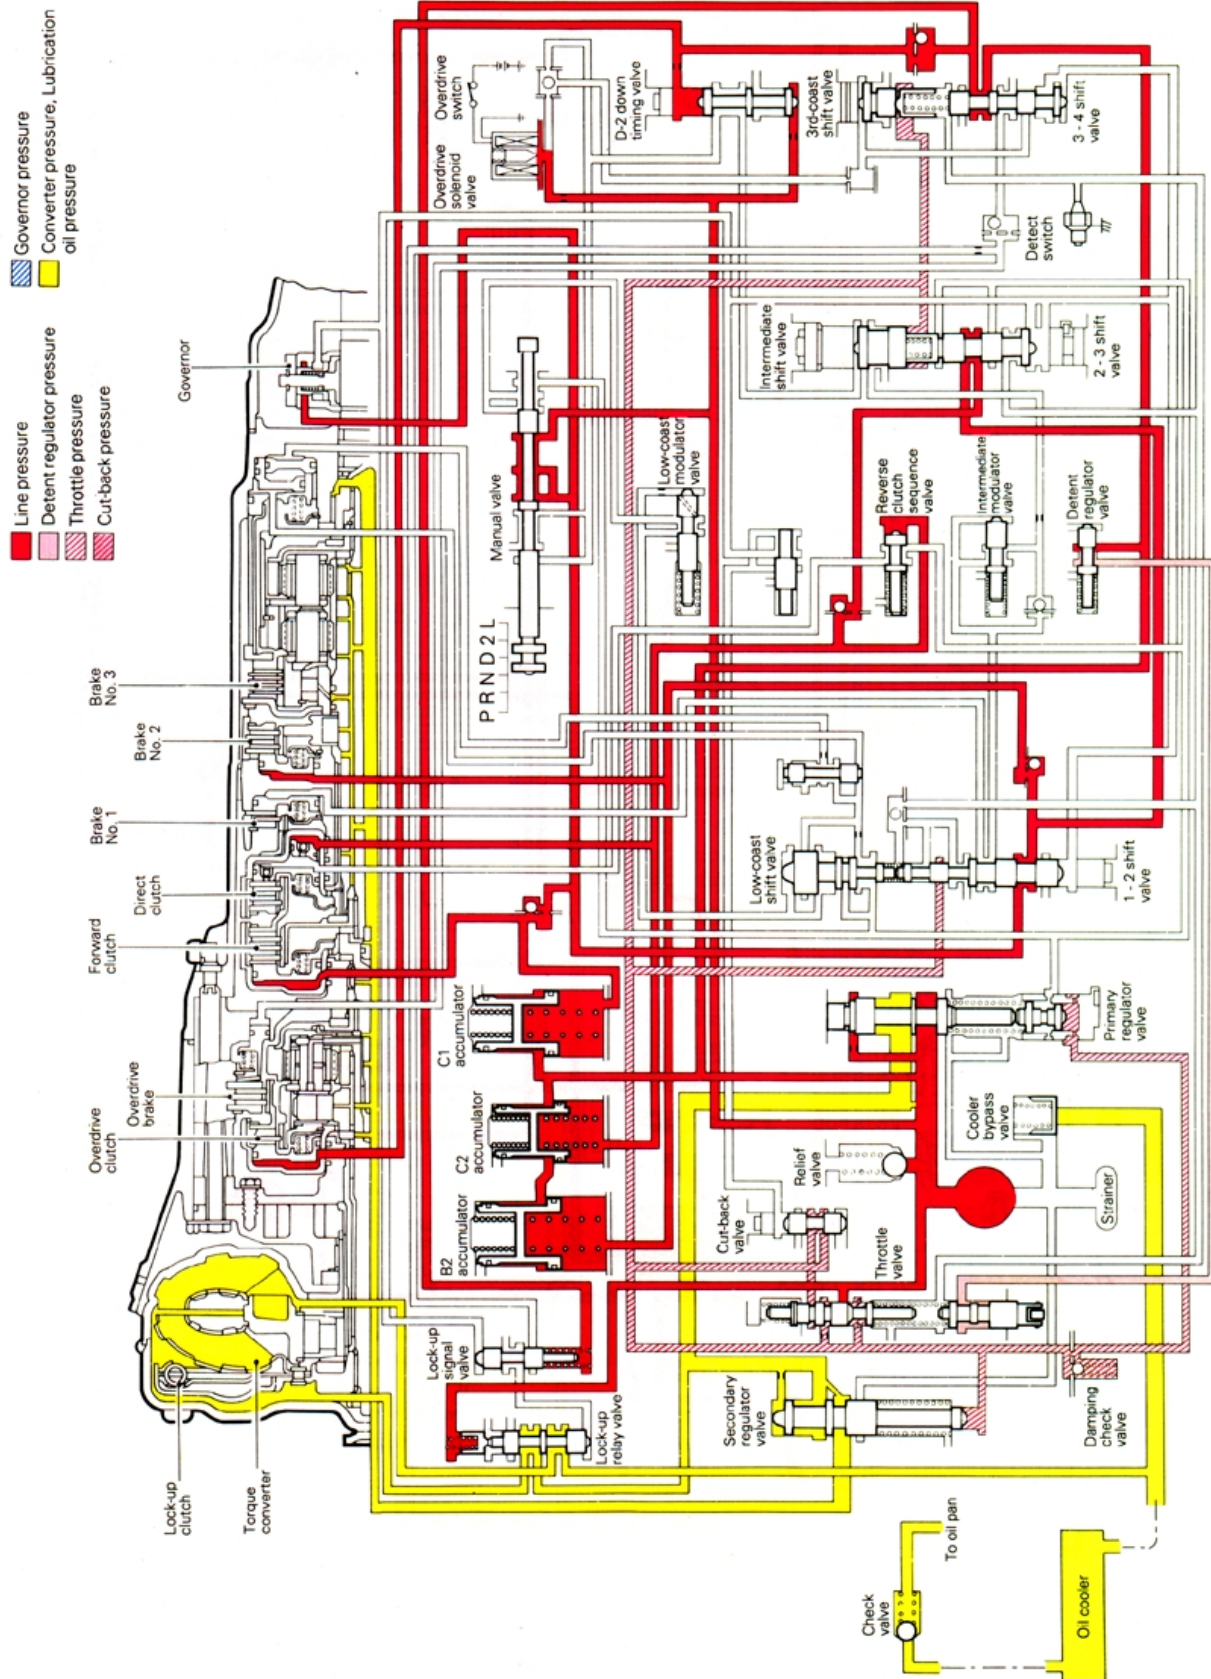 Line pressure
Detent regulator pressure
Throttle pressure
Cut-back pressure
Governor pressure
Converter pressure, Lubrication
oil pressure
Lock-up
clutch
Torque
converter
Overdrive
clutch
Overdrive
brake
Forward
clutch
Direct
clutch
Brake
No. 1
Brake
No. 2
Brake
No. 3
Governor
Overdrive
solenoid
valve
Overdrive
switch
Lock-up
relay valve
Lock-up
signal
valve
B2
accumulator
C2
accumulator
C1
accumulator
P R N D 2 L
Manual valve
D-2 down
timing valve
Low-coast
modulator
valve
Secondary
regulator
valve
Cut-back
valve
Relief
valve
Low-coast
shift valve
Intermediate
shift valve
3rd-coast
shift valve
Throttle
valve
Reverse
clutch
sequence
valve
Cooler
bypass
valve
Intermediate
modulator
valve
Detect
switch
Damping
check
valve
Strainer
Primary
regulator
valve
1 - 2 shift
valve
Detent
regulator
valve
2 - 3 shift
valve
3 - 4 shift
valve
Check
valve
To oil pan
Oil cooler